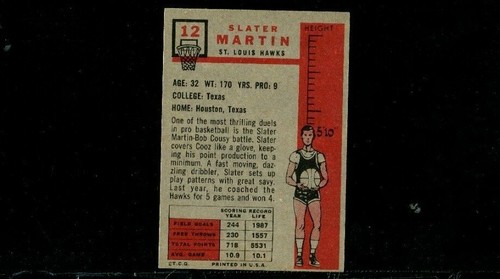 12
SLATER
MARTIN
ST. LOUIS HAWKS
HEIGHT
AGE: 32 WT: 170 YRS. PRO: 9
COLLEGE: Texas
HOME: Houston, Texas
5'10"
One of the most thrilling duels
in pro basketball is the Slater
Martin-Bob Cousy battle. Slater
covers Cooz like a glove, keep-
ing his point production to a
minimum. A fast moving, daz-
zling dribbler, Slater sets up
play patterns with great savy.
Last year, he coached the
Hawks for 5 games and won 4.
SCORING RECORD
YEAR LIFE
FIELD GOALS 244 1987
FREE THROWS 230 1557
TOTAL POINTS 718 5531
AVG. GAME 10.9 10.1
©T.C.G. PRINTED IN U.S.A.